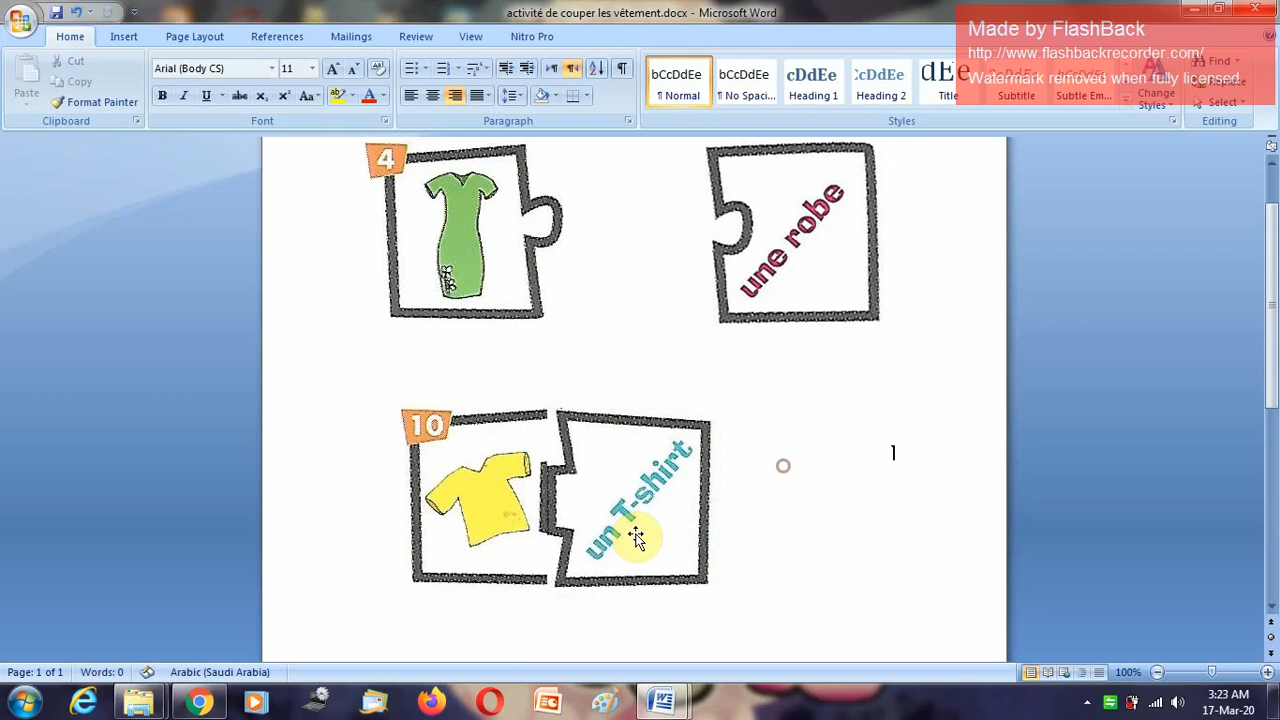 activité de couper les vêtement.docx - Microsoft Word
Made by FlashBack
http://www.flashbackrecorder.com/
Watermark removed when fully licensed
Home Insert Page Layout References Mailings Review View Nitro Pro
Paste
Cut
Copy
Format Painter
Clipboard
Arial (Body CS) 11
Font
Paragraph
bCcDdEe bCcDdEe cDdEe cDdEe dEe
¶ Normal ¶ No Spaci... Heading 1 Heading 2 Title Subtitle Subtle Em...
Change Styles
Styles
Find
Replace
Select
Editing
4
une robe
10
un T-shirt
Page: 1 of 1 Words: 0 Arabic (Saudi Arabia) 100%
3:23 AM
17-Mar-20